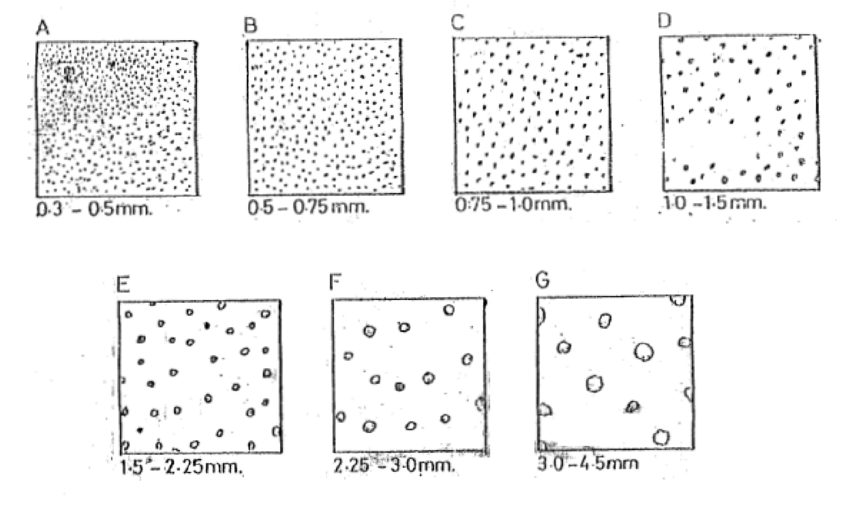 A
B
C
D
0.3 - 0.5mm.
0.5 - 0.75mm.
0.75 - 1.0mm.
1.0 - 1.5mm.
E
F
G
1.5 - 2.25mm.
2.25 - 3.0mm.
3.0 - 4.5mm